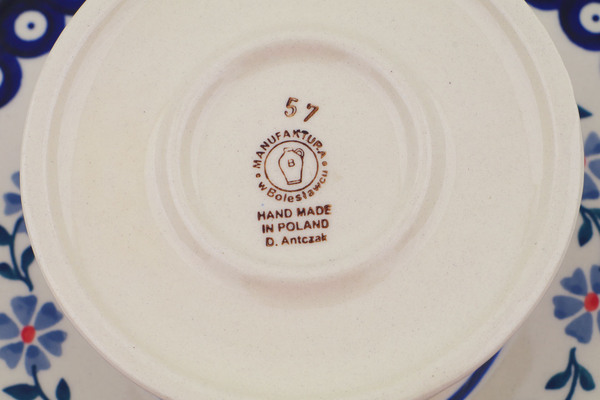 57
MANUFAKTURA
B
w Bolesławcu
HAND MADE
IN POLAND
D. Antczak